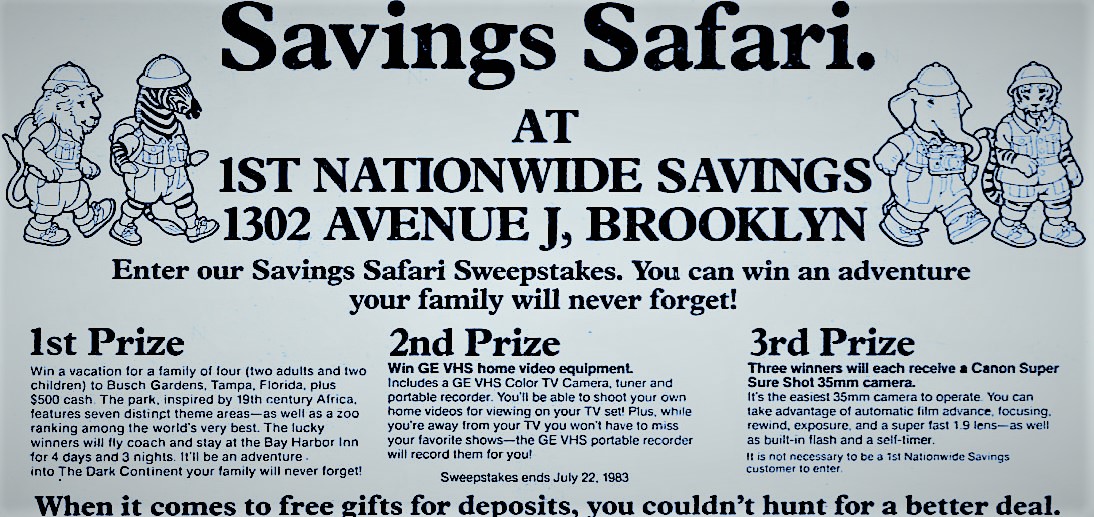 Savings Safari.
AT
1ST NATIONWIDE SAVINGS
1302 AVENUE J, BROOKLYN
Enter our Savings Safari Sweepstakes. You can win an adventure
your family will never forget!
1st Prize
Win a vacation for a family of four (two adults and two
children) to Busch Gardens, Tampa, Florida, plus
$500 cash. The park, inspired by 19th century Africa,
features seven distinct theme areas—as well as a zoo
ranking among the world's very best. The lucky
winners will fly coach and stay at the Bay Harbor Inn
for 4 days and 3 nights. It'll be an adventure
into The Dark Continent your family will never forget!
2nd Prize
Win GE VHS home video equipment.
Includes a GE VHS Color TV Camera, tuner and
portable recorder. You'll be able to shoot your own
home videos for viewing on your TV set! Plus, while
you're away from your TV you won't have to miss
your favorite shows—the GE VHS portable recorder
will record them for you!
Sweepstakes ends July 22, 1983
3rd Prize
Three winners will each receive a Canon Super
Sure Shot 35mm camera.
It's the easiest 35mm camera to operate. You can
take advantage of automatic film advance, focusing,
rewind, exposure, and a super fast 1.9 lens—as well
as built-in flash and a self-timer.
It is not necessary to be a 1st Nationwide Savings
customer to enter.
When it comes to free gifts for deposits, you couldn't hunt for a better deal.